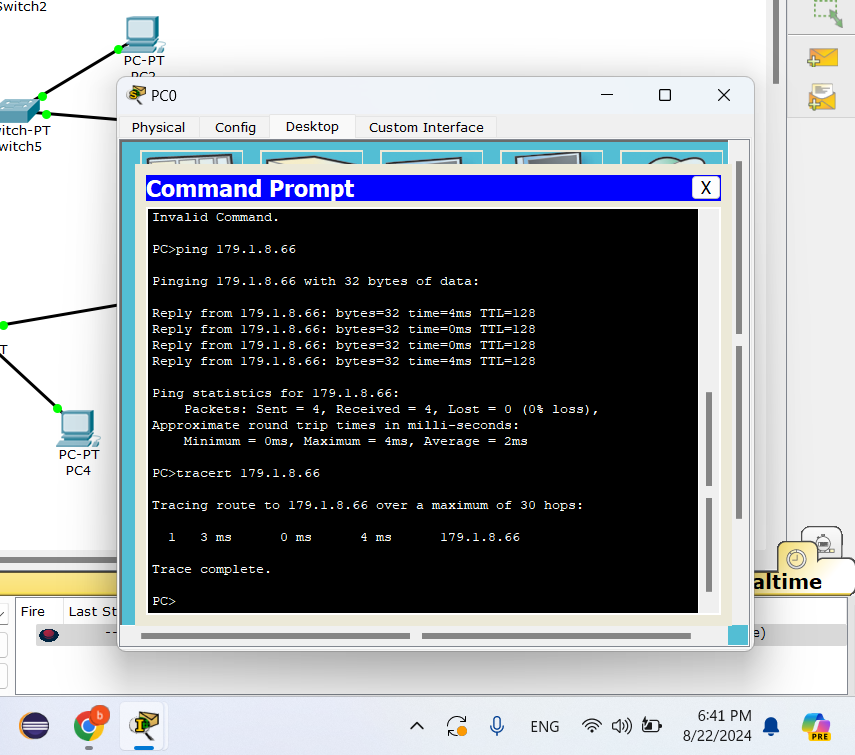 Switch2
PC-PT
PC0
Physical
Config
Desktop
Custom Interface
witch-PT
witch5
Command Prompt
X
Invalid Command.
PC>ping 179.1.8.66
Pinging 179.1.8.66 with 32 bytes of data:
Reply from 179.1.8.66: bytes=32 time=4ms TTL=128
Reply from 179.1.8.66: bytes=32 time=0ms TTL=128
Reply from 179.1.8.66: bytes=32 time=0ms TTL=128
Reply from 179.1.8.66: bytes=32 time=4ms TTL=128
Ping statistics for 179.1.8.66:
Packets: Sent = 4, Received = 4, Lost = 0 (0% loss),
Approximate round trip times in milli-seconds:
Minimum = 0ms, Maximum = 4ms, Average = 2ms
PC>tracert 179.1.8.66
Tracing route to 179.1.8.66 over a maximum of 30 hops:
1 3 ms 0 ms 4 ms 179.1.8.66
Trace complete.
PC>
T
PC-PT
PC4
altime
Fire Last St
-- e)
b
ENG
6:41 PM
8/22/2024
PRE